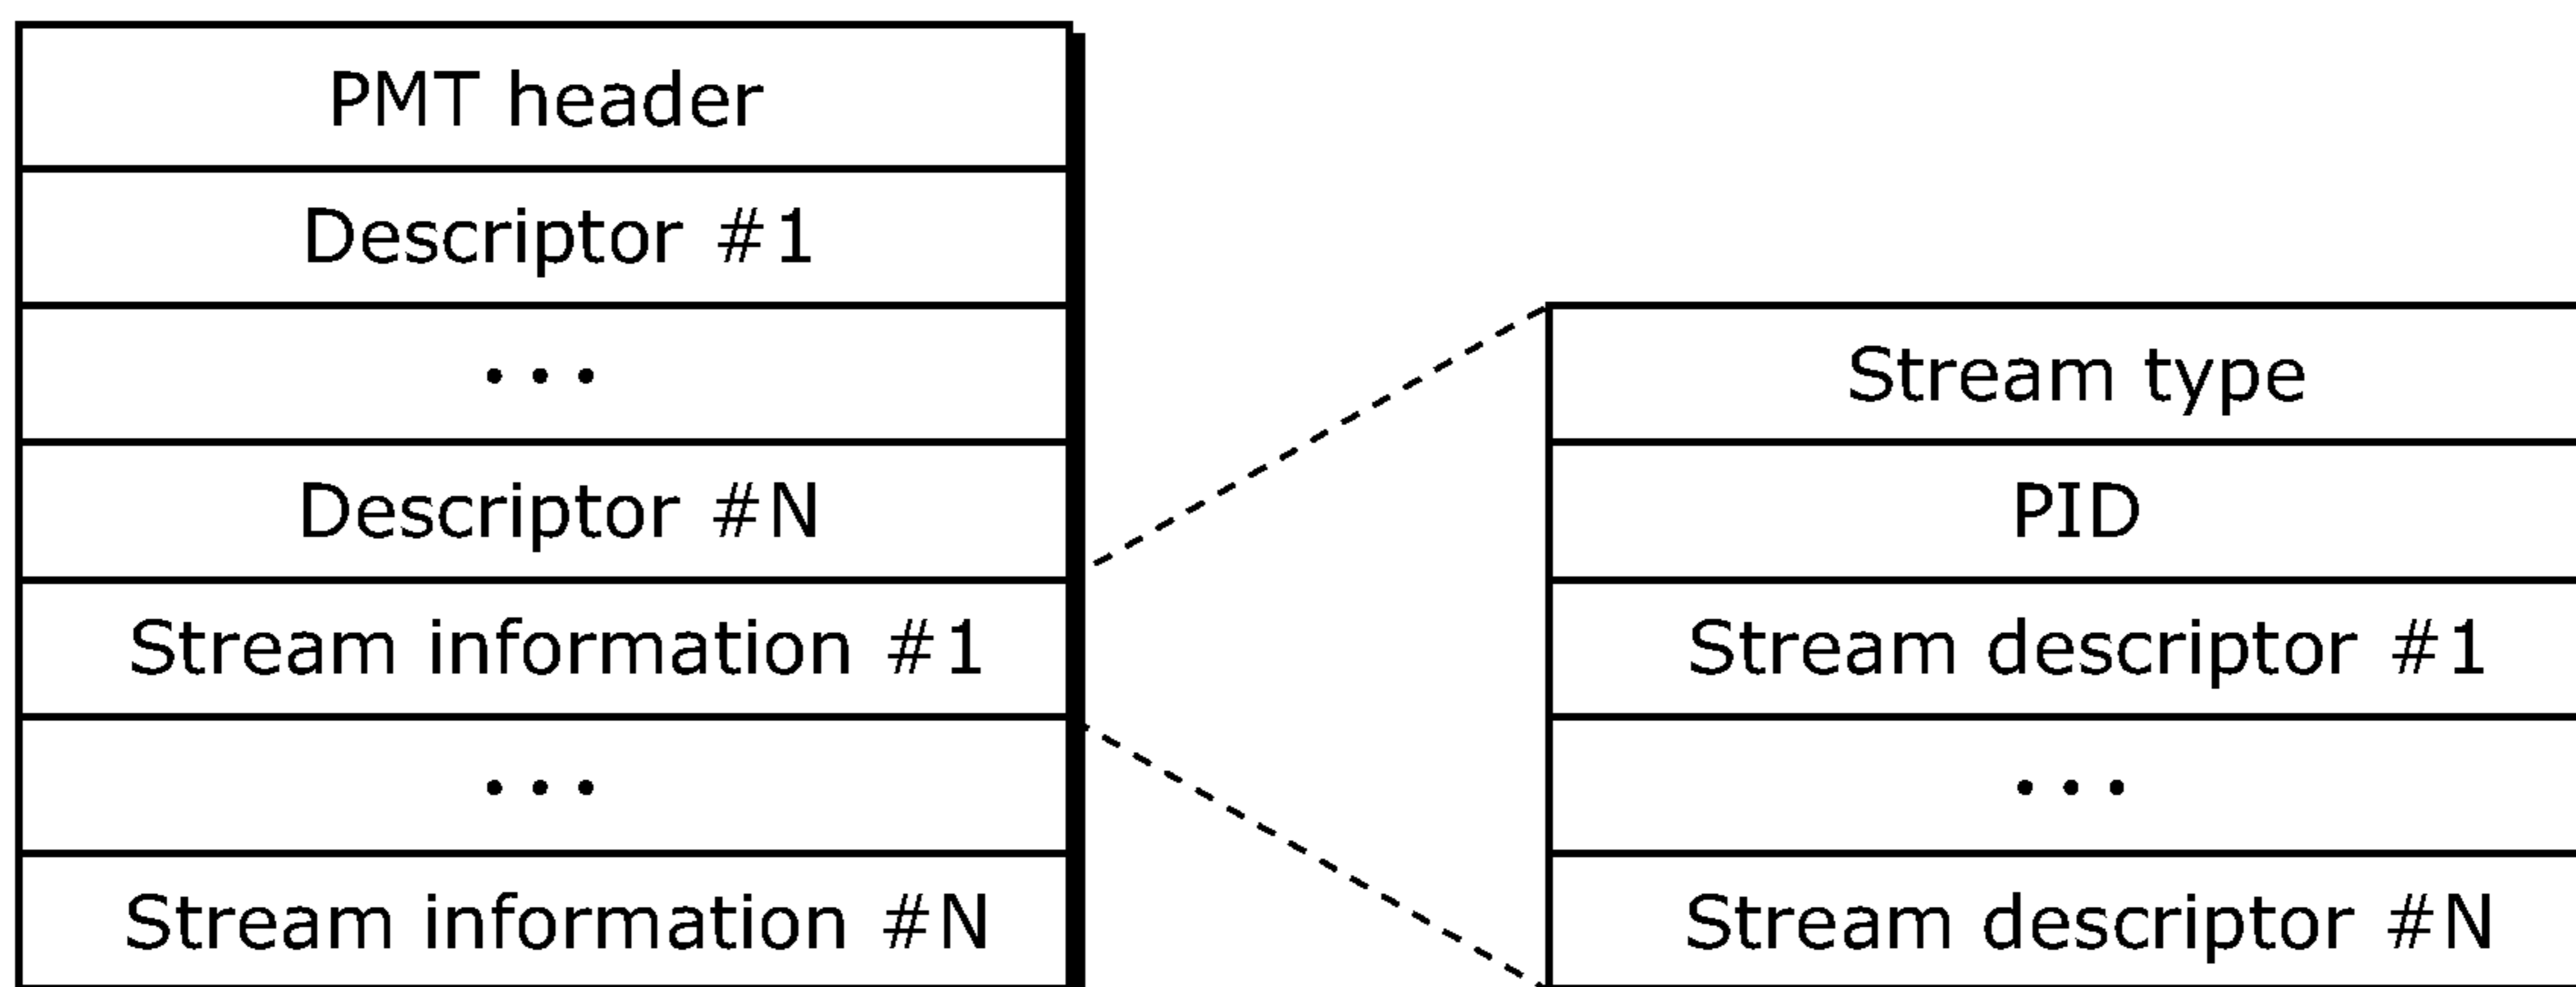 PMT header
Descriptor #1
...
Descriptor #N
Stream information #1
...
Stream information #N
Stream type
PID
Stream descriptor #1
...
Stream descriptor #N